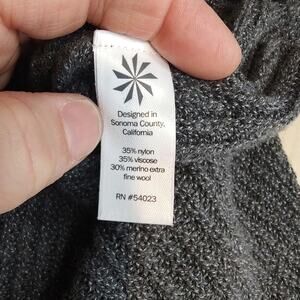 Designed in
Sonoma County,
California
35% nylon
35% viscose
30% merino extra
fine wool
RN #54023